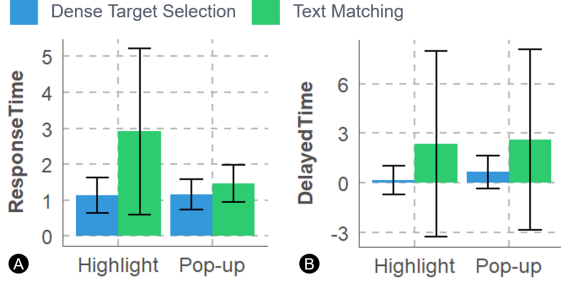 Dense Target Selection Text Matching
ResponseTime
5
4
3
2
1
0
Highlight Pop-up
A
DelayedTime
6
3
0
-3
Highlight Pop-up
B